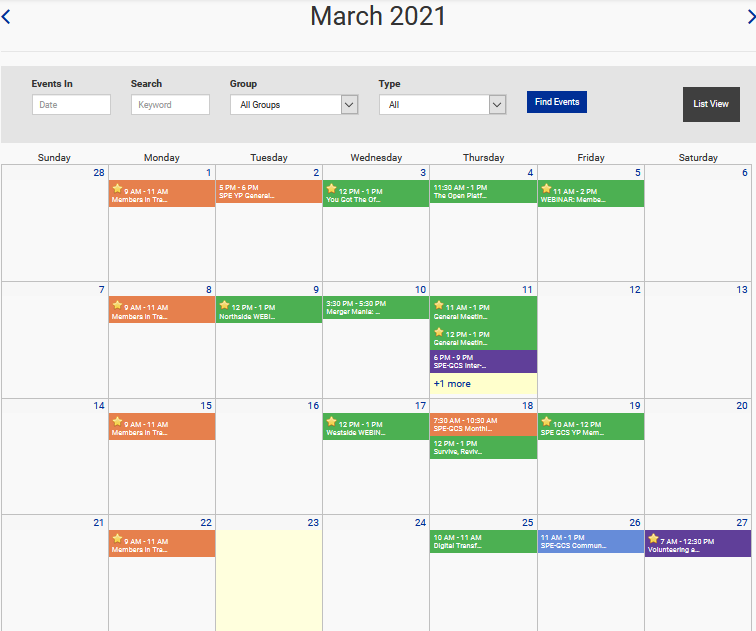 March 2021
Events In Search Group Type
Date Keyword All Groups All Find Events List View
Sunday Monday Tuesday Wednesday Thursday Friday Saturday
28 1 2 3 4 5 6
9 AM - 11 AM
Members In Tra...
5 PM - 6 PM
SPE YP General...
12 PM - 1 PM
You Got The Of...
11:30 AM - 1 PM
The Open Platf...
11 AM - 2 PM
WEBINAR: Membe...
7 8 9 10 11 12 13
9 AM - 11 AM
Members In Tra...
12 PM - 1 PM
Northside WEBI...
3:30 PM - 5:30 PM
Merger Mania: ...
11 AM - 1 PM
General Meetin...
12 PM - 1 PM
General Meetin...
6 PM - 9 PM
SPE-GCS Inter-...
+1 more
14 15 16 17 18 19 20
9 AM - 11 AM
Members In Tra...
12 PM - 1 PM
Westside WEBIN...
7:30 AM - 10:30 AM
SPE-GCS Monthl...
12 PM - 1 PM
Survive, Reviv...
10 AM - 12 PM
SPE GCS YP Mem...
21 22 23 24 25 26 27
9 AM - 11 AM
Members In Tra...
10 AM - 11 AM
Digital Transf...
11 AM - 1 PM
SPE-GCS Commun...
7 AM - 12:30 PM
Volunteering a...